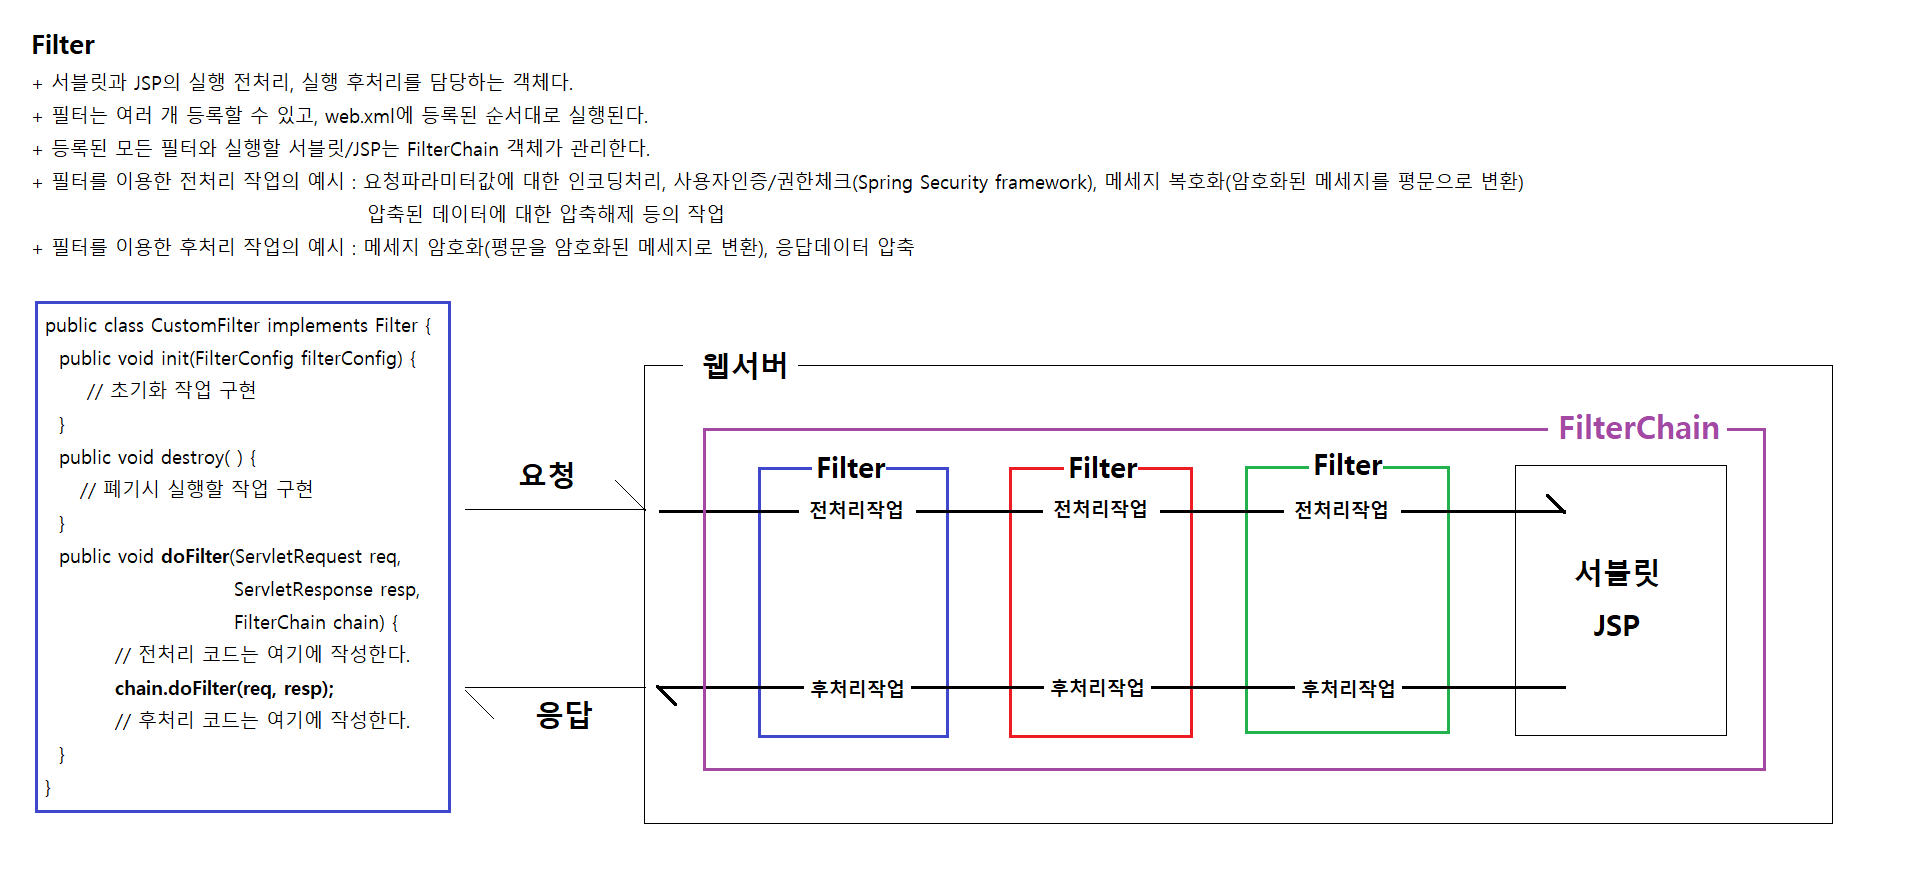 Filter
+ 서블릿과 JSP의 실행 전처리, 실행 후처리를 담당하는 객체다.
+ 필터는 여러 개 등록할 수 있고, web.xml에 등록된 순서대로 실행된다.
+ 등록된 모든 필터와 실행할 서블릿/JSP는 FilterChain 객체가 관리한다.
+ 필터를 이용한 전처리 작업의 예시 : 요청파라미터값에 대한 인코딩처리, 사용자인증/권한체크(Spring Security framework), 메세지 복호화(암호화된 메세지를 평문으로 변환)
압축된 데이터에 대한 압축해제 등의 작업
+ 필터를 이용한 후처리 작업의 예시 : 메세지 암호화(평문을 암호화된 메세지로 변환), 응답데이터 압축
public class CustomFilter implements Filter {
public void init(FilterConfig filterConfig) {
// 초기화 작업 구현
}
public void destroy( ) {
// 폐기시 실행할 작업 구현
}
public void doFilter(ServletRequest req,
ServletResponse resp,
FilterChain chain) {
// 전처리 코드는 여기에 작성한다.
chain.doFilter(req, resp);
// 후처리 코드는 여기에 작성한다.
}
}
요청
응답
웹서버
FilterChain
Filter
Filter
Filter
전처리작업
전처리작업
전처리작업
서블릿
JSP
후처리작업
후처리작업
후처리작업